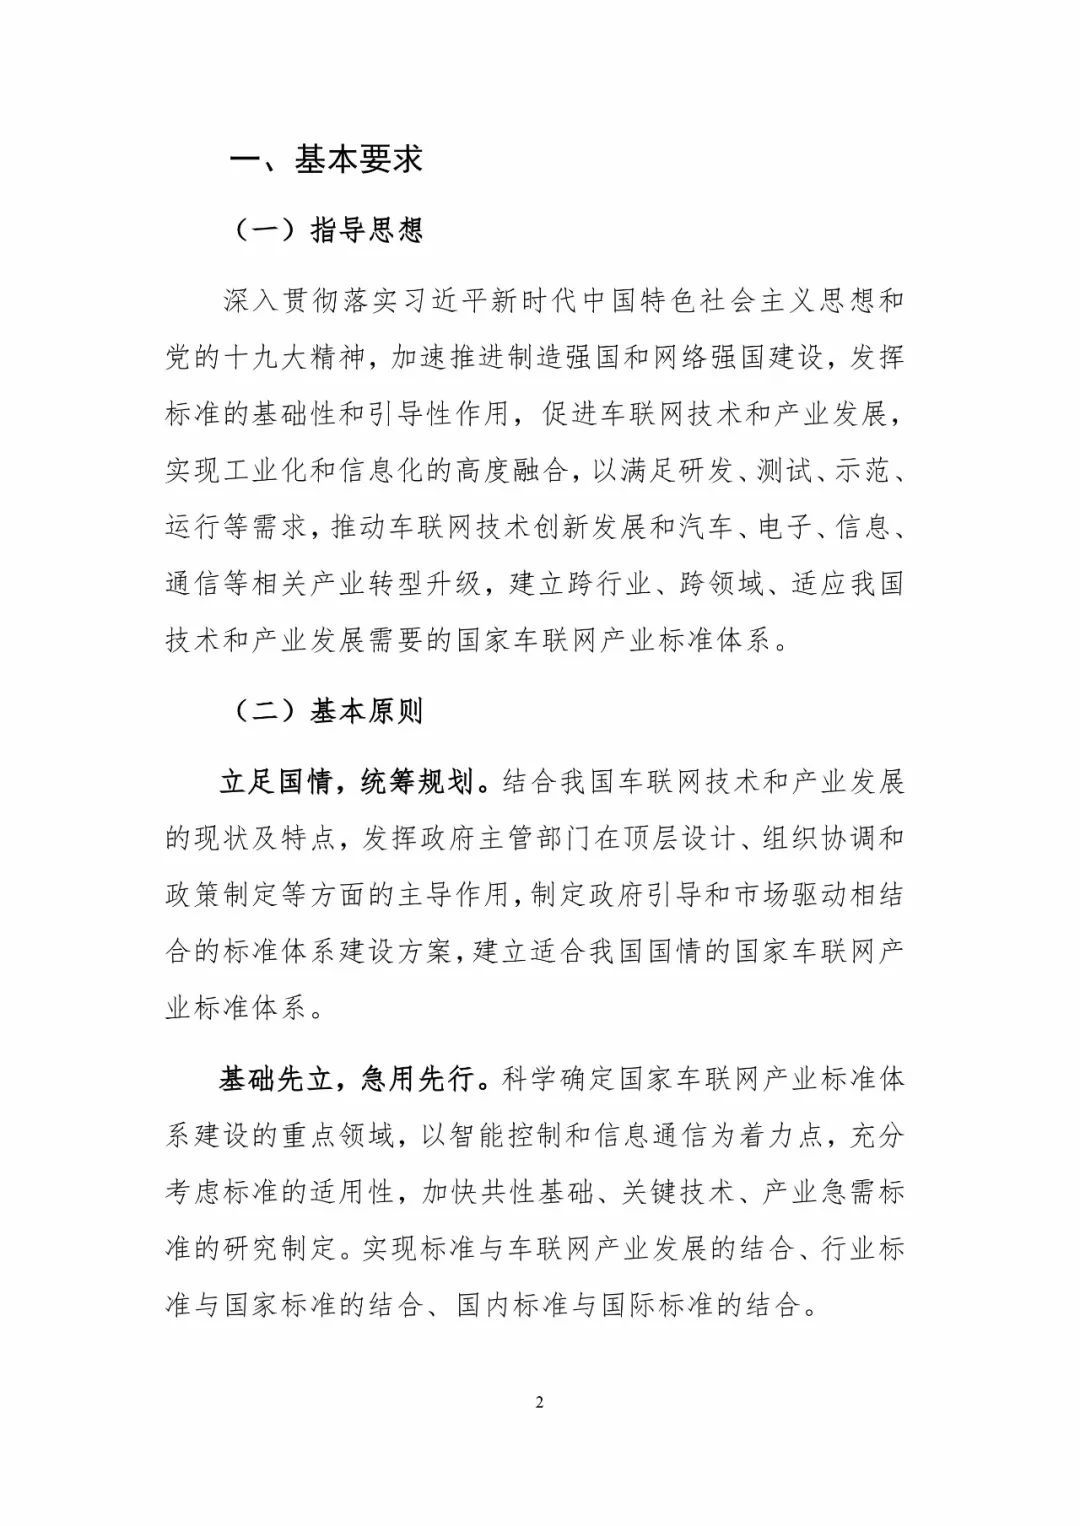 一、基本要求
（一）指导思想
深入贯彻落实习近平新时代中国特色社会主义思想和
党的十九大精神，加速推进制造强国和网络强国建设，发挥
标准的基础性和引导性作用，促进车联网技术和产业发展，
实现工业化和信息化的高度融合，以满足研发、测试、示范、
运行等需求，推动车联网技术创新发展和汽车、电子、信息、
通信等相关产业转型升级，建立跨行业、跨领域、适应我国
技术和产业发展需要的国家车联网产业标准体系。
（二）基本原则
立足国情，统筹规划。结合我国车联网技术和产业发展
的现状及特点，发挥政府主管部门在顶层设计、组织协调和
政策制定等方面的主导作用，制定政府引导和市场驱动相结
合的标准体系建设方案，建立适合我国国情的国家车联网产
业标准体系。
基础先立，急用先行。科学确定国家车联网产业标准体
系建设的重点领域，以智能控制和信息通信为着力点，充分
考虑标准的适用性，加快共性基础、关键技术、产业急需标
准的研究制定。实现标准与车联网产业发展的结合、行业标
准与国家标准的结合、国内标准与国际标准的结合。
2